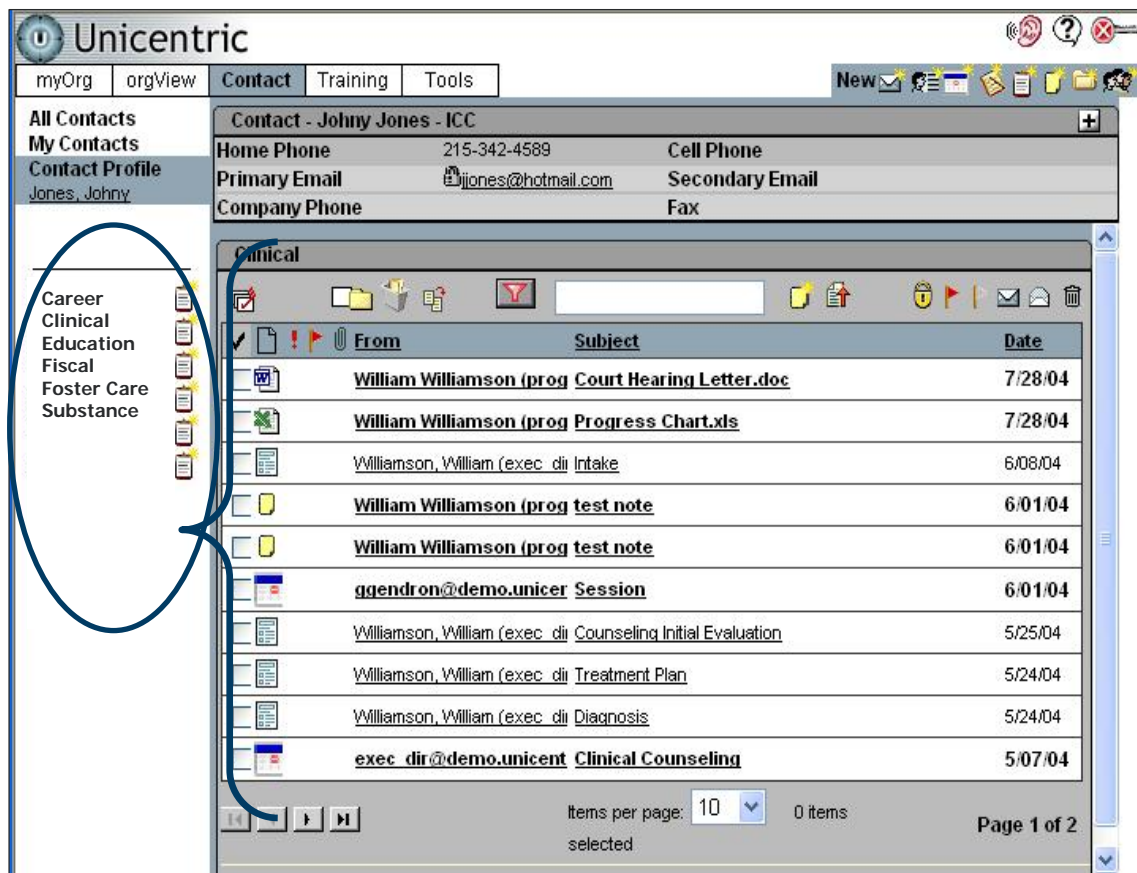 Unicentric
myOrg orgView Contact Training Tools New
All Contacts
My Contacts
Contact Profile
Jones, Johny
Career
Clinical
Education
Fiscal
Foster Care
Substance
Contact - Johny Jones - ICC
Home Phone 215-342-4589 Cell Phone
Primary Email jjones@hotmail.com Secondary Email
Company Phone Fax
Clinical
From Subject Date
William Williamson (prog Court Hearing Letter.doc 7/28/04
William Williamson (prog Progress Chart.xls 7/28/04
Williamson, William (exec_dii Intake 6/08/04
William Williamson (prog test note 6/01/04
William Williamson (prog test note 6/01/04
ggendron@demo.unicer Session 6/01/04
Williamson, William (exec_dii Counseling Initial Evaluation 5/25/04
Williamson, William (exec_dii Treatment Plan 5/24/04
Williamson, William (exec_dii Diagnosis 5/24/04
exec_dir@demo.unicent Clinical Counseling 5/07/04
Items per page: 10 0 items
selected
Page 1 of 2